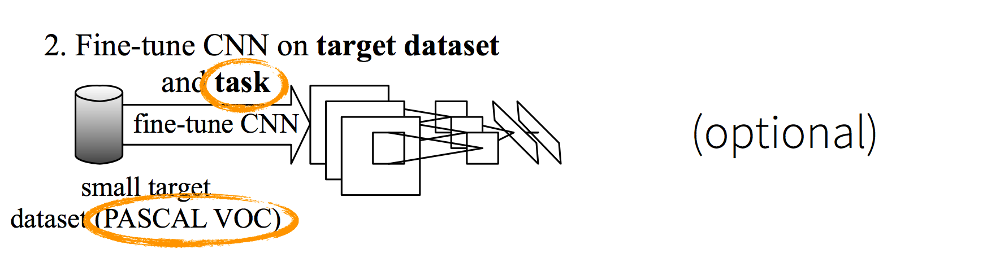 2. Fine-tune CNN on target dataset
and task
fine-tune CNN
(optional)
small target
dataset (PASCAL VOC)